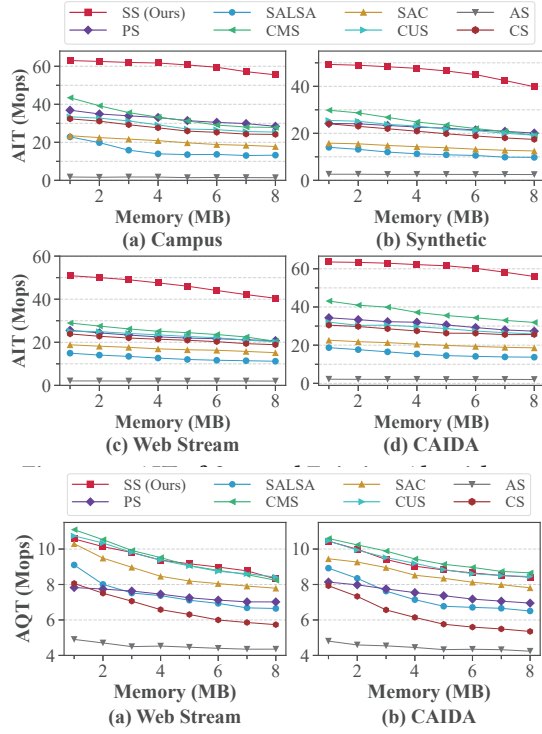 SS (Ours) SALSA SAC AS
PS CMS CUS CS
AIT (Mops)
60
40
20
0
2 4 6 8
Memory (MB)
(a) Campus
40
20
0
2 4 6 8
Memory (MB)
(b) Synthetic
AIT (Mops)
60
40
20
0
2 4 6 8
Memory (MB)
(c) Web Stream
60
40
20
0
2 4 6 8
Memory (MB)
(d) CAIDA
SS (Ours) SALSA SAC AS
PS CMS CUS CS
AQT (Mops)
10
8
6
4
2 4 6 8
Memory (MB)
(a) Web Stream
10
8
6
4
2 4 6 8
Memory (MB)
(b) CAIDA